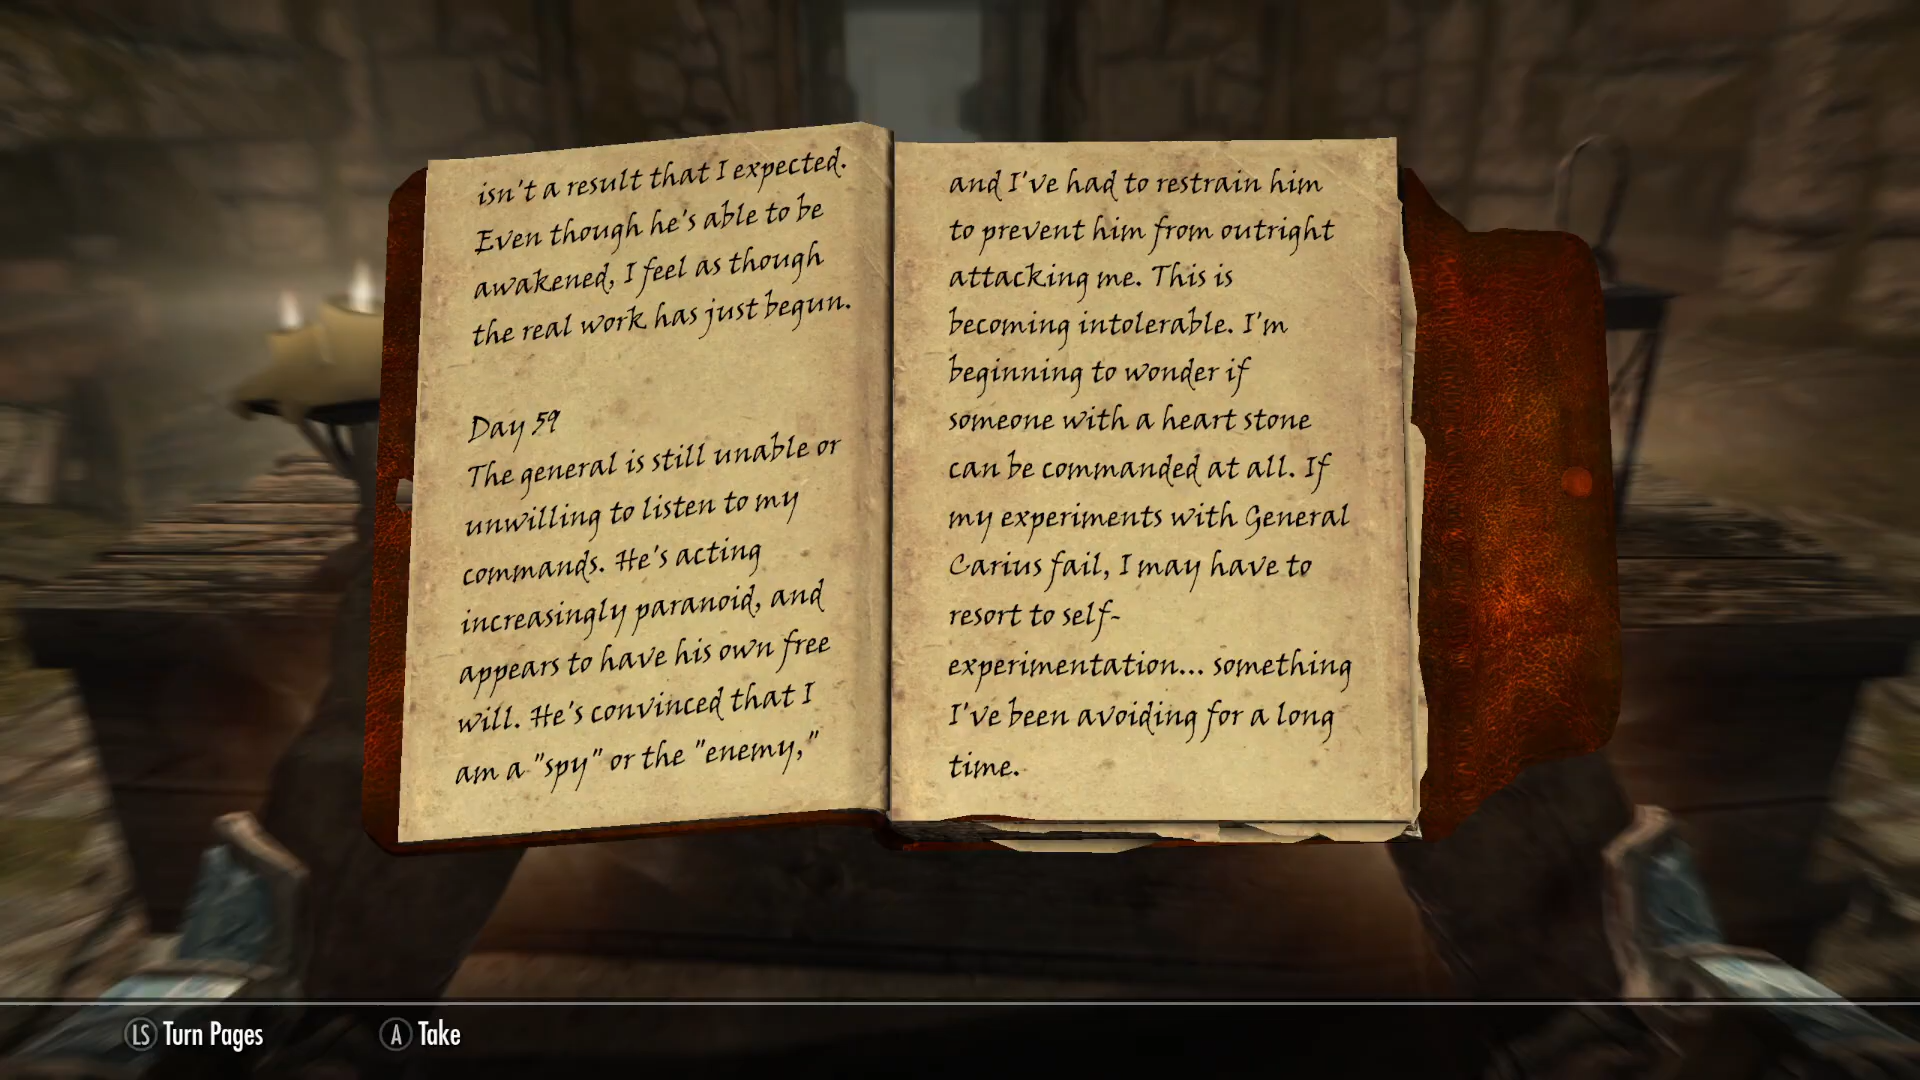 isn't a result that I expected.
Even though he's able to be
awakened, I feel as though
the real work has just begun.
Day 59
The general is still unable or
unwilling to listen to my
commands. He's acting
increasingly paranoid, and
appears to have his own free
will. He's convinced that I
am a "spy" or the "enemy,"
and I've had to restrain him
to prevent him from outright
attacking me. This is
becoming intolerable. I'm
beginning to wonder if
someone with a heart stone
can be commanded at all. If
my experiments with General
Carius fail, I may have to
resort to self-
experimentation... something
I've been avoiding for a long
time.
LS Turn Pages
A Take